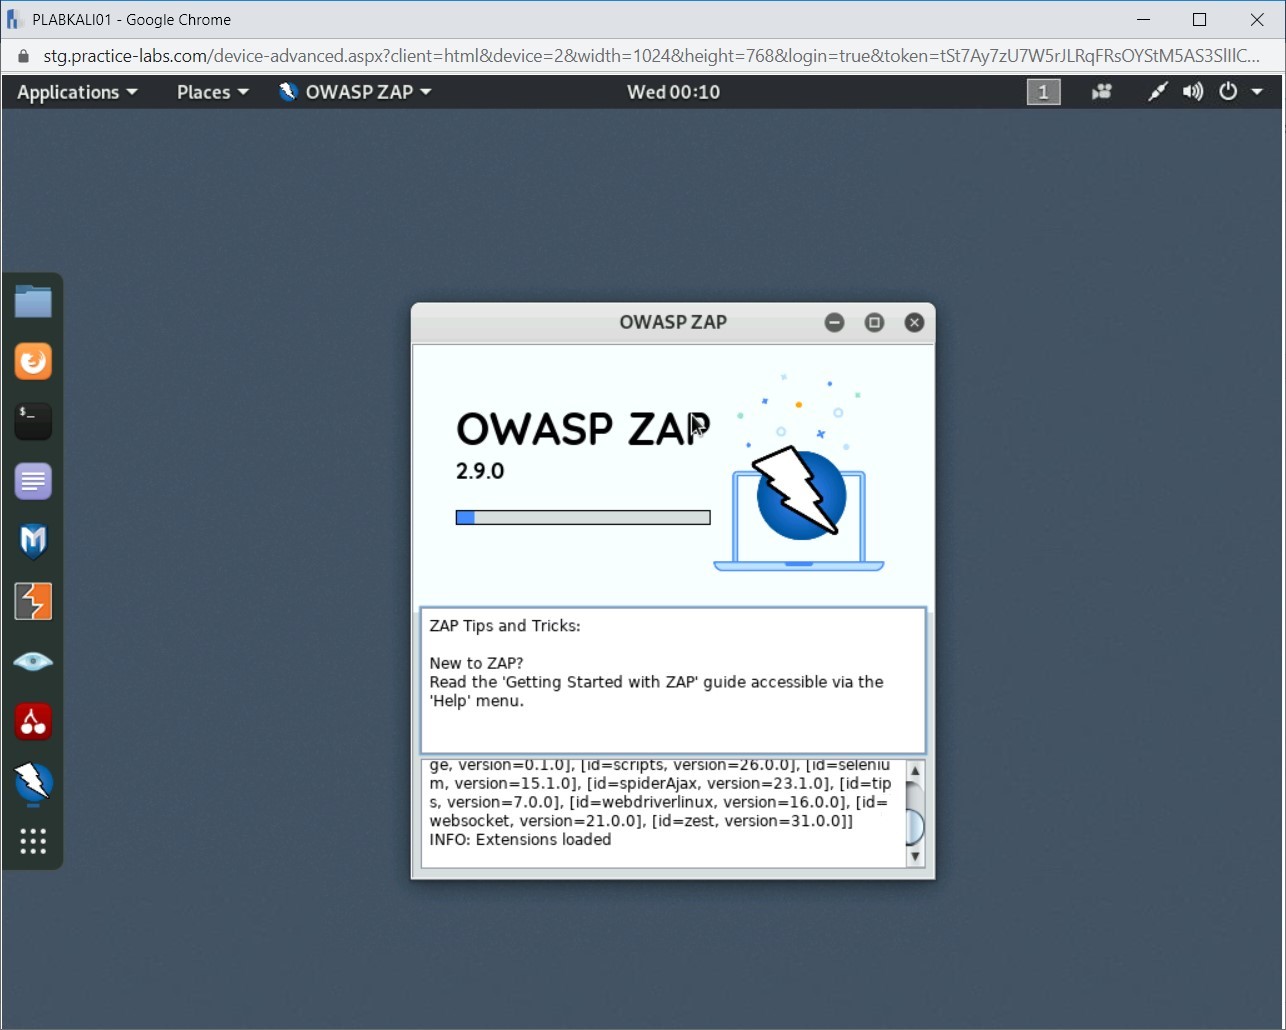 PLABKALI01 - Google Chrome
stg.practice-labs.com/device-advanced.aspx?client=html&device=2&width=1024&height=768&login=true&token=tSt7Ay7zU7W5rJLRqFRsOYStM5AS3SlIlC...
Applications Places OWASP ZAP Wed 00:10 1
OWASP ZAP
OWASP ZAP
2.9.0
$_
ZAP Tips and Tricks:
New to ZAP?
Read the 'Getting Started with ZAP' guide accessible via the
'Help' menu.
ge, version=0.1.0], [id=scripts, version=26.0.0], [id=seleniu
m, version=15.1.0], [id=spiderAjax, version=23.1.0], [id=tip
s, version=7.0.0], [id=webdriverlinux, version=16.0.0], [id=
websocket, version=21.0.0], [id=zest, version=31.0.0]]
INFO: Extensions loaded